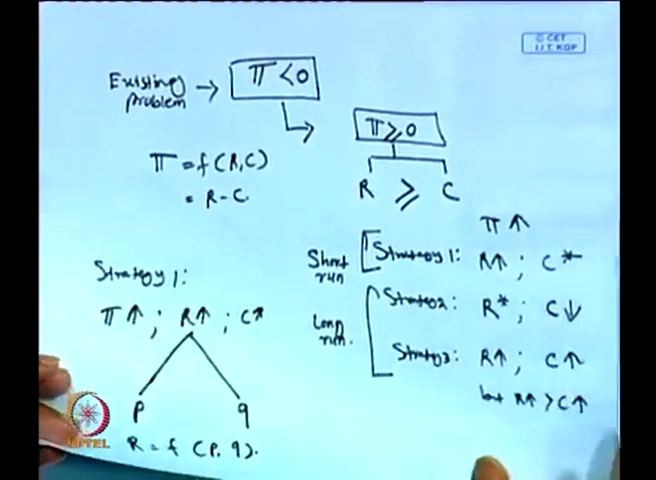 © CET
I.I.T. KGP
Existing problem → π < 0
π ≥ 0
π = f(R, C)
= R - C.
R ≥ C
π ↑
Short run
Strategy 1: R↑ ; C*
Long run.
Strategy 2: R* ; C↓
Strategy 3: R↑ ; C↑
but R↑ > C↑
Strategy 1:
π↑ ; R↑ ; C*
P q
R = f (P, q).
NPTEL